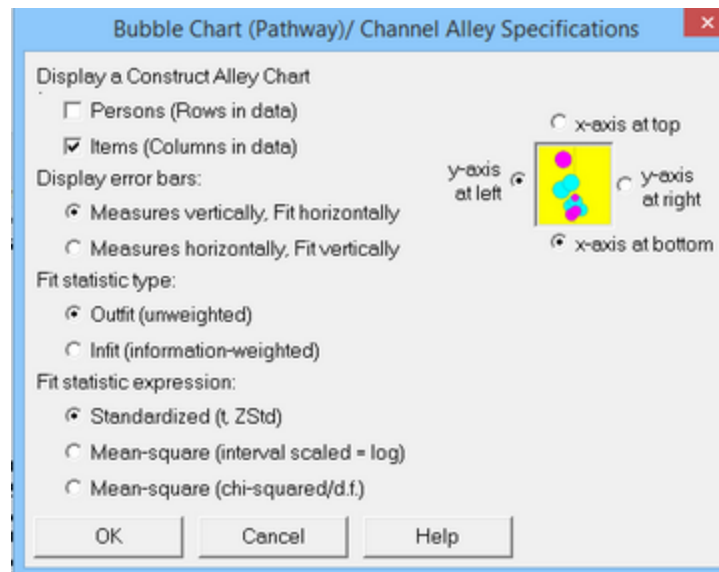 Bubble Chart (Pathway)/ Channel Alley Specifications
Display a Construct Alley Chart
Persons (Rows in data)
Items (Columns in data)
Display error bars:
Measures vertically, Fit horizontally
Measures horizontally, Fit vertically
Fit statistic type:
Outfit (unweighted)
Infit (information-weighted)
Fit statistic expression:
Standardized (t, ZStd)
Mean-square (interval scaled = log)
Mean-square (chi-squared/d.f.)
x-axis at top
y-axis
at left
y-axis
at right
x-axis at bottom
OK
Cancel
Help